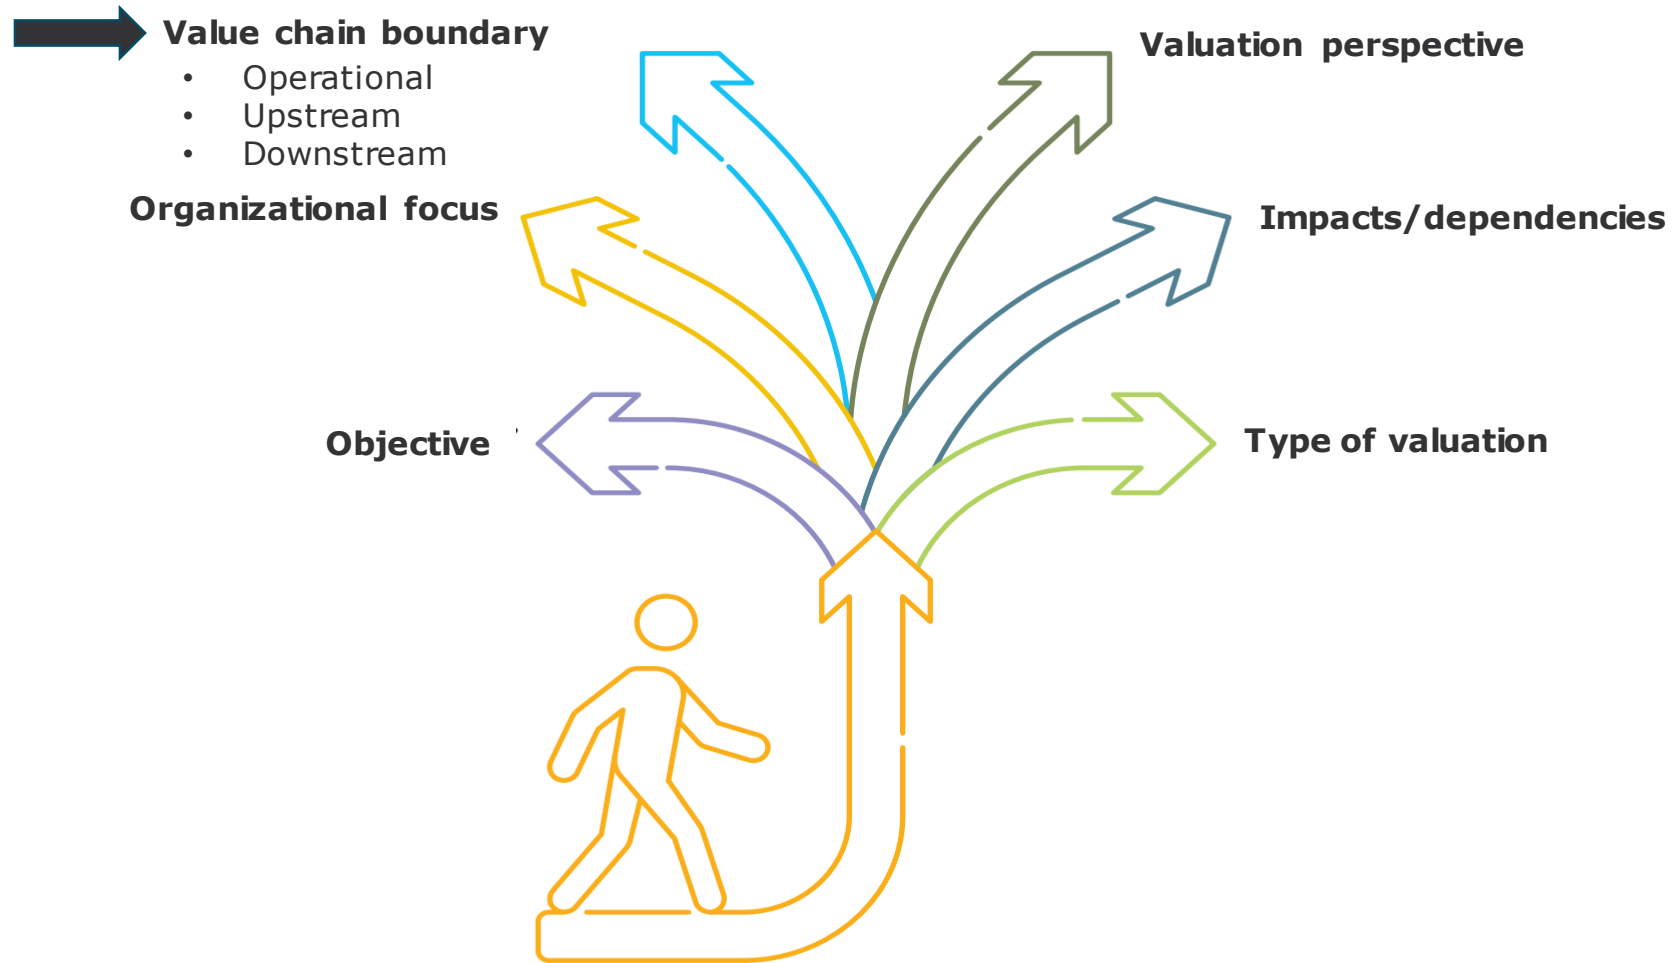 Value chain boundary
• Operational
• Upstream
• Downstream
Organizational focus
Objective
Valuation perspective
Impacts/dependencies
Type of valuation